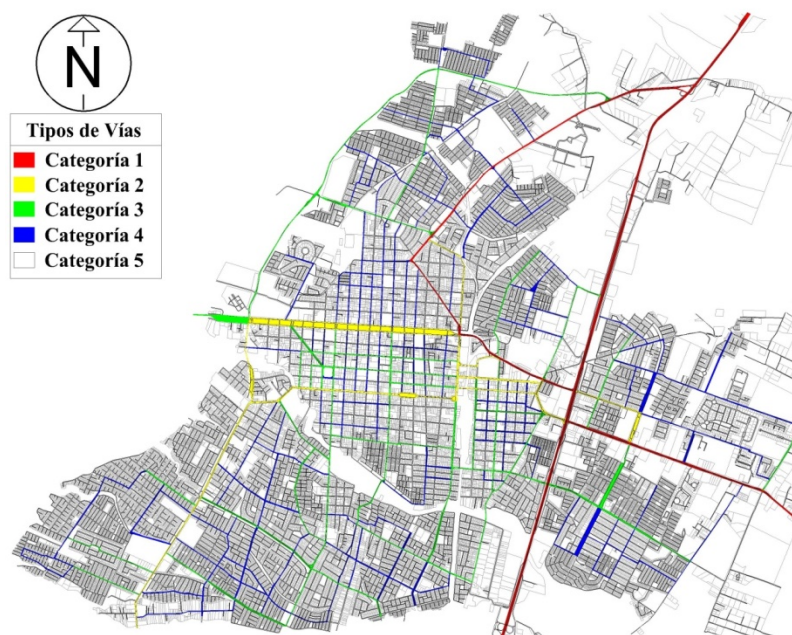 N
Tipos de Vías
Categoría 1
Categoría 2
Categoría 3
Categoría 4
Categoría 5